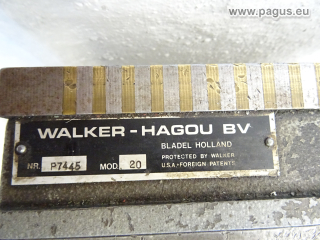 www.pagus.eu
WALKER-HAGOU BV
BLADEL HOLLAND
NR. P7445 MOD. 20 PROTECTED BY WALKER
U.S.A.-FOREIGN PATENTS